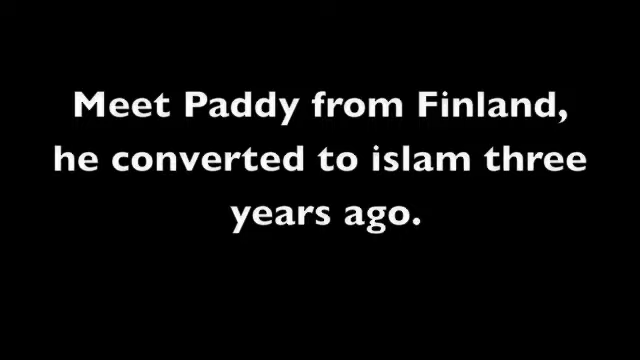 Meet Paddy from Finland,
he converted to islam three
years ago.